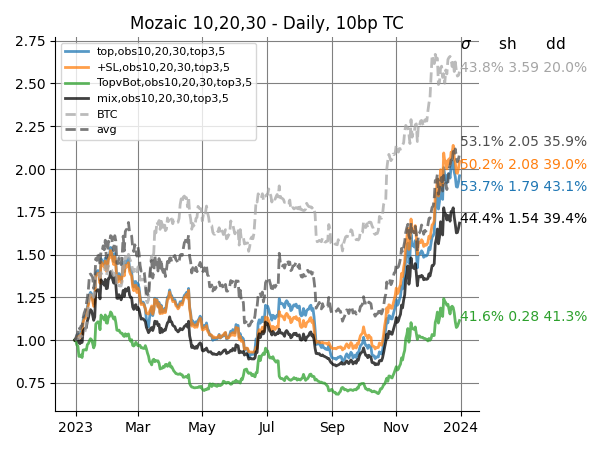 Mozaic 10,20,30 - Daily, 10bp TC
σ sh dd
2.75
2.50
2.25
2.00
1.75
1.50
1.25
1.00
0.75
top,obs10,20,30,top3,5
+SL,obs10,20,30,top3,5
TopvBot,obs10,20,30,top3,5
mix,obs10,20,30,top3,5
BTC
avg
43.8% 3.59 20.0%
53.1% 2.05 35.9%
50.2% 2.08 39.0%
53.7% 1.79 43.1%
44.4% 1.54 39.4%
41.6% 0.28 41.3%
2023 Mar May Jul Sep Nov 2024